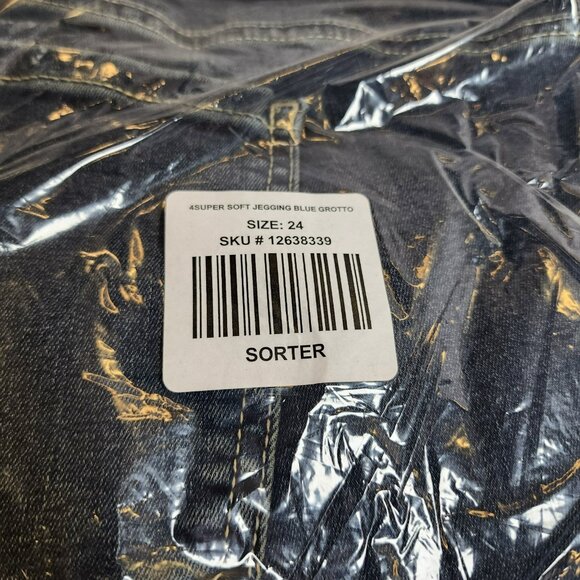 4SUPER SOFT JEGGING BLUE GROTTO
SIZE: 24
SKU # 12638339
SORTER